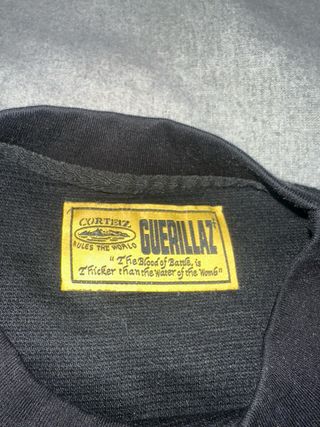 CORTEIZ
RULES THE WORLD
GUERILLAZ
"The Blood of Battle, is
Thicker than the Water of the Womb"